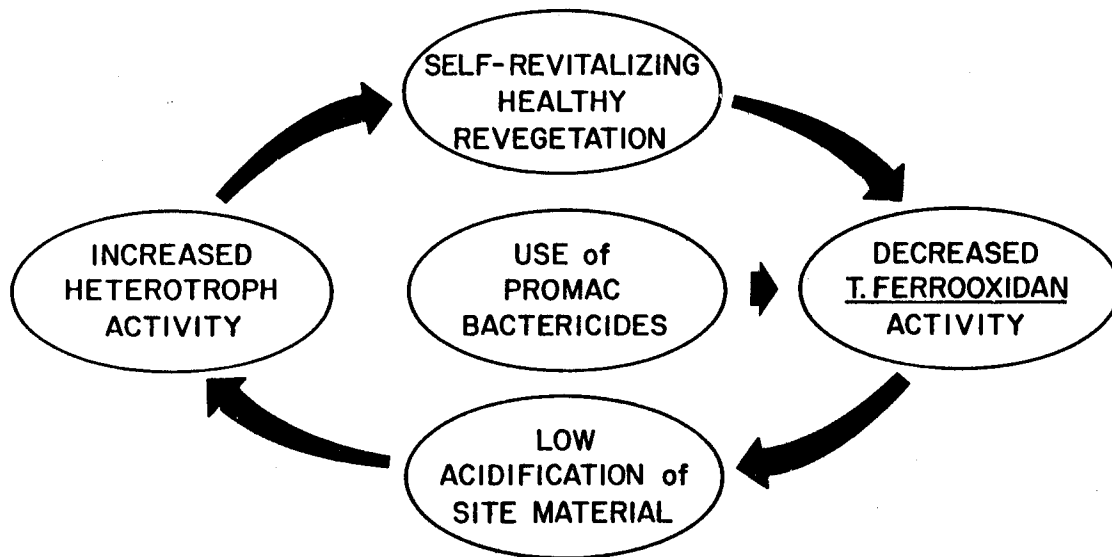 SELF-REVITALIZING
HEALTHY
REVEGETATION
INCREASED
HETEROTROPH
ACTIVITY
USE of
PROMAC
BACTERICIDES
DECREASED
T. FERROOXIDAN
ACTIVITY
LOW
ACIDIFICATION of
SITE MATERIAL